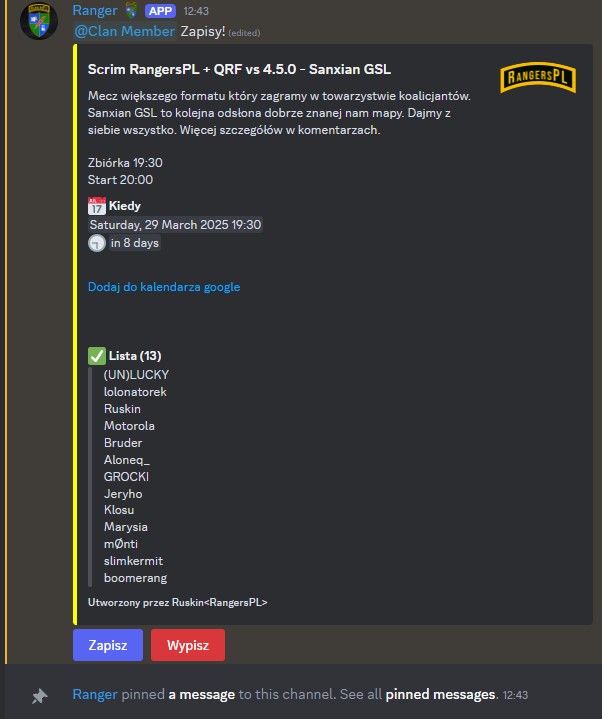 Ranger APP 12:43
@Clan Member Zapisy! (edited)
Scrim RangersPL + QRF vs 4.5.0 - Sanxian GSL
RANGERSPL
Mecz większego formatu który zagramy w towarzystwie koalicjantów.
Sanxian GSL to kolejna odsłona dobrze znanej nam mapy. Dajmy z
siebie wszystko. Więcej szczegółów w komentarzach.
Zbiórka 19:30
Start 20:00
JUL 17 Kiedy
Saturday, 29 March 2025 19:30
in 8 days
Dodaj do kalendarza google
Lista (13)
(UN)LUCKY
lolonatorek
Ruskin
Motorola
Bruder
Aloneq_
GROCKI
Jeryho
Klosu
Marysia
mØnti
slimkermit
boomerang
Utworzony przez Ruskin<RangersPL>
Zapisz Wypisz
Ranger pinned a message to this channel. See all pinned messages. 12:43